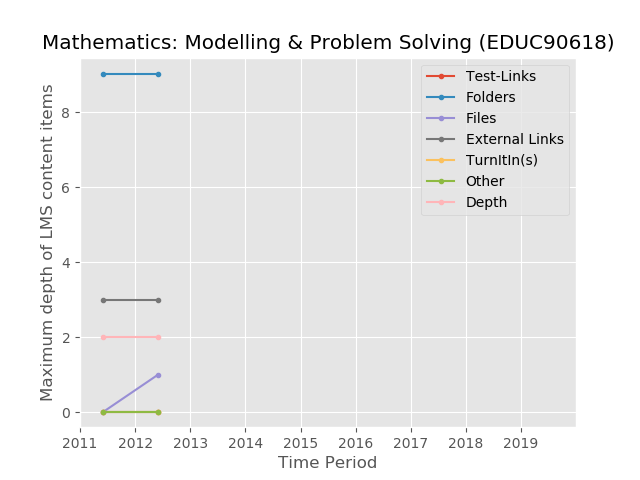 Mathematics: Modelling & Problem Solving (EDUC90618)
Maximum depth of LMS content items
8
6
4
2
0
Test-Links
Folders
Files
External Links
TurnItIn(s)
Other
Depth
2011 2012 2013 2014 2015 2016 2017 2018 2019
Time Period